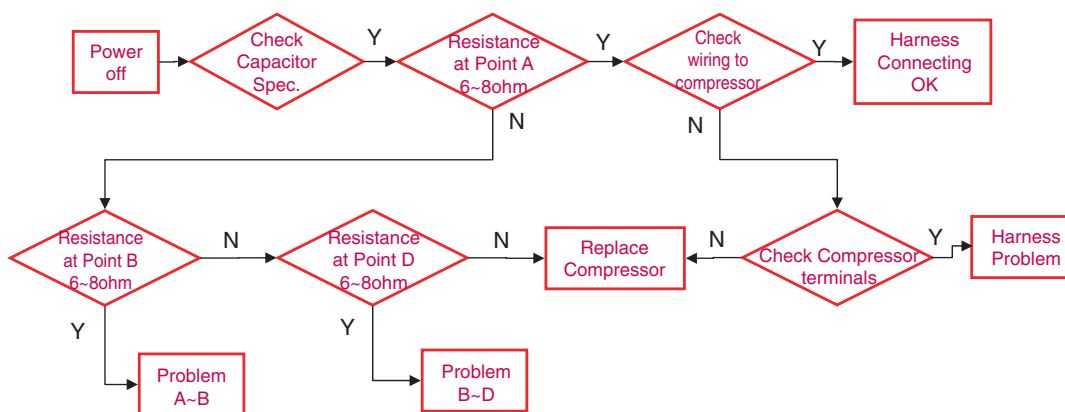 Power
off
Check
Capacitor
Spec.
Y
Resistance
at Point A
6~8ohm
Y
Check
wiring to
compressor
Y
Harness
Connecting
OK
N
N
Resistance
at Point B
6~8ohm
N
Resistance
at Point D
6~8ohm
N
Replace
Compressor
N
Check Compressor
terminals
Y
Harness
Problem
Y
Problem
A~B
Y
Problem
B~D